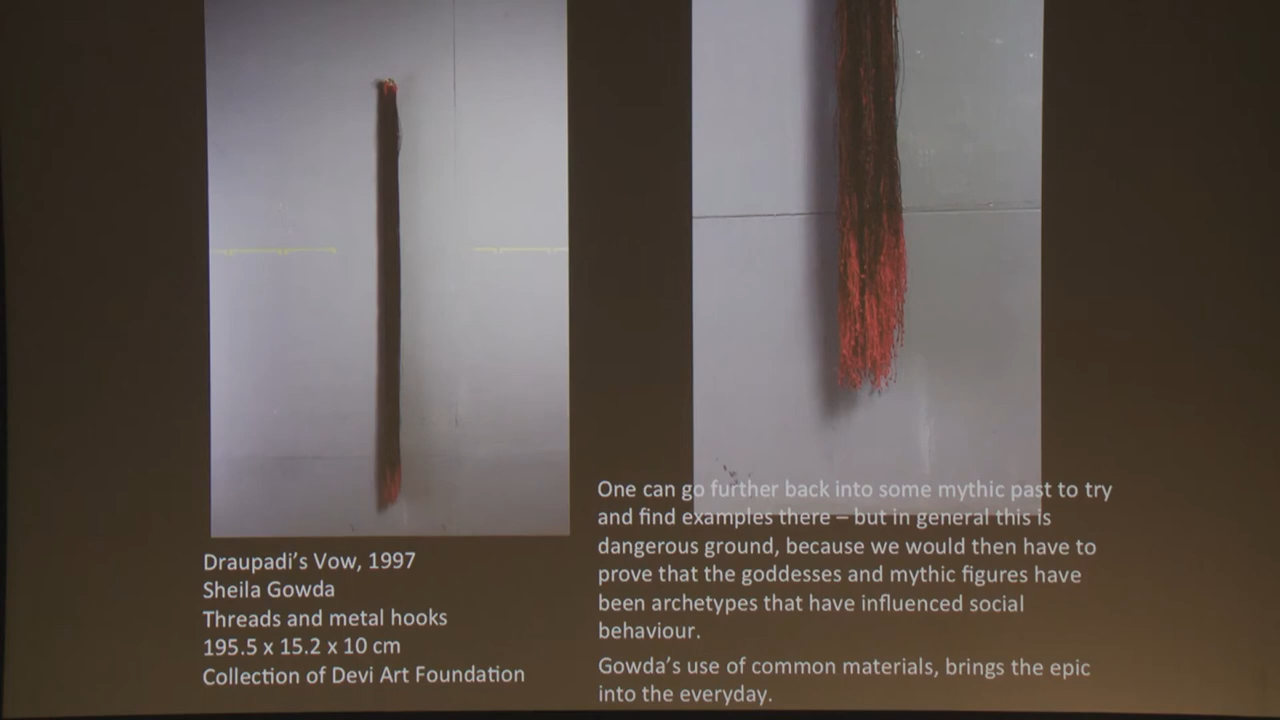 Draupadi's Vow, 1997
Sheila Gowda
Threads and metal hooks
195.5 x 15.2 x 10 cm
Collection of Devi Art Foundation
One can go further back into some mythic past to try
and find examples there – but in general this is
dangerous ground, because we would then have to
prove that the goddesses and mythic figures have
been archetypes that have influenced social
behaviour.
Gowda's use of common materials, brings the epic
into the everyday.